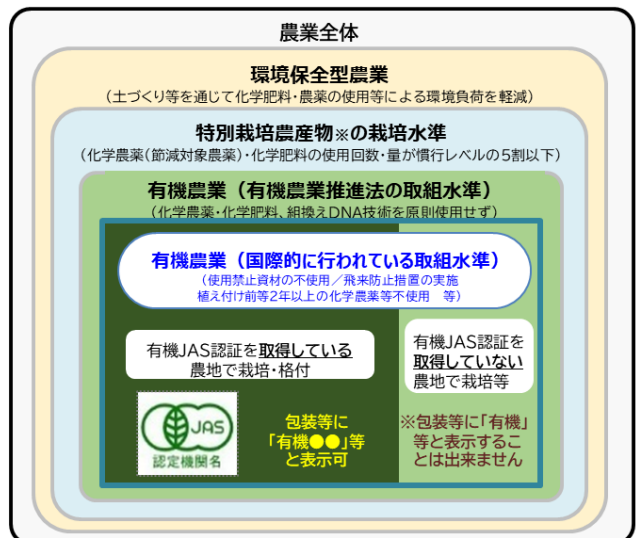 農業全体
環境保全型農業
（土づくり等を通じて化学肥料・農薬の使用等による環境負荷を軽減）
特別栽培農産物※の栽培水準
（化学農薬（節減対象農薬）・化学肥料の使用回数・量が慣行レベルの５割以下）
有機農業（有機農業推進法の取組水準）
（化学農薬・化学肥料、組換えDNA技術を原則使用せず）
有機農業（国際的に行われている取組水準）
（使用禁止資材の不使用／飛来防止措置の実施
植え付け前等２年以上の化学農薬等不使用　等）
有機JAS認証を取得している
農地で栽培・格付
有機JAS認証を
取得していない
農地で栽培等
JAS
認定機関名
包装等に
「有機●●」等
と表示可
※包装等に「有機」
等と表示するこ
とは出来ません